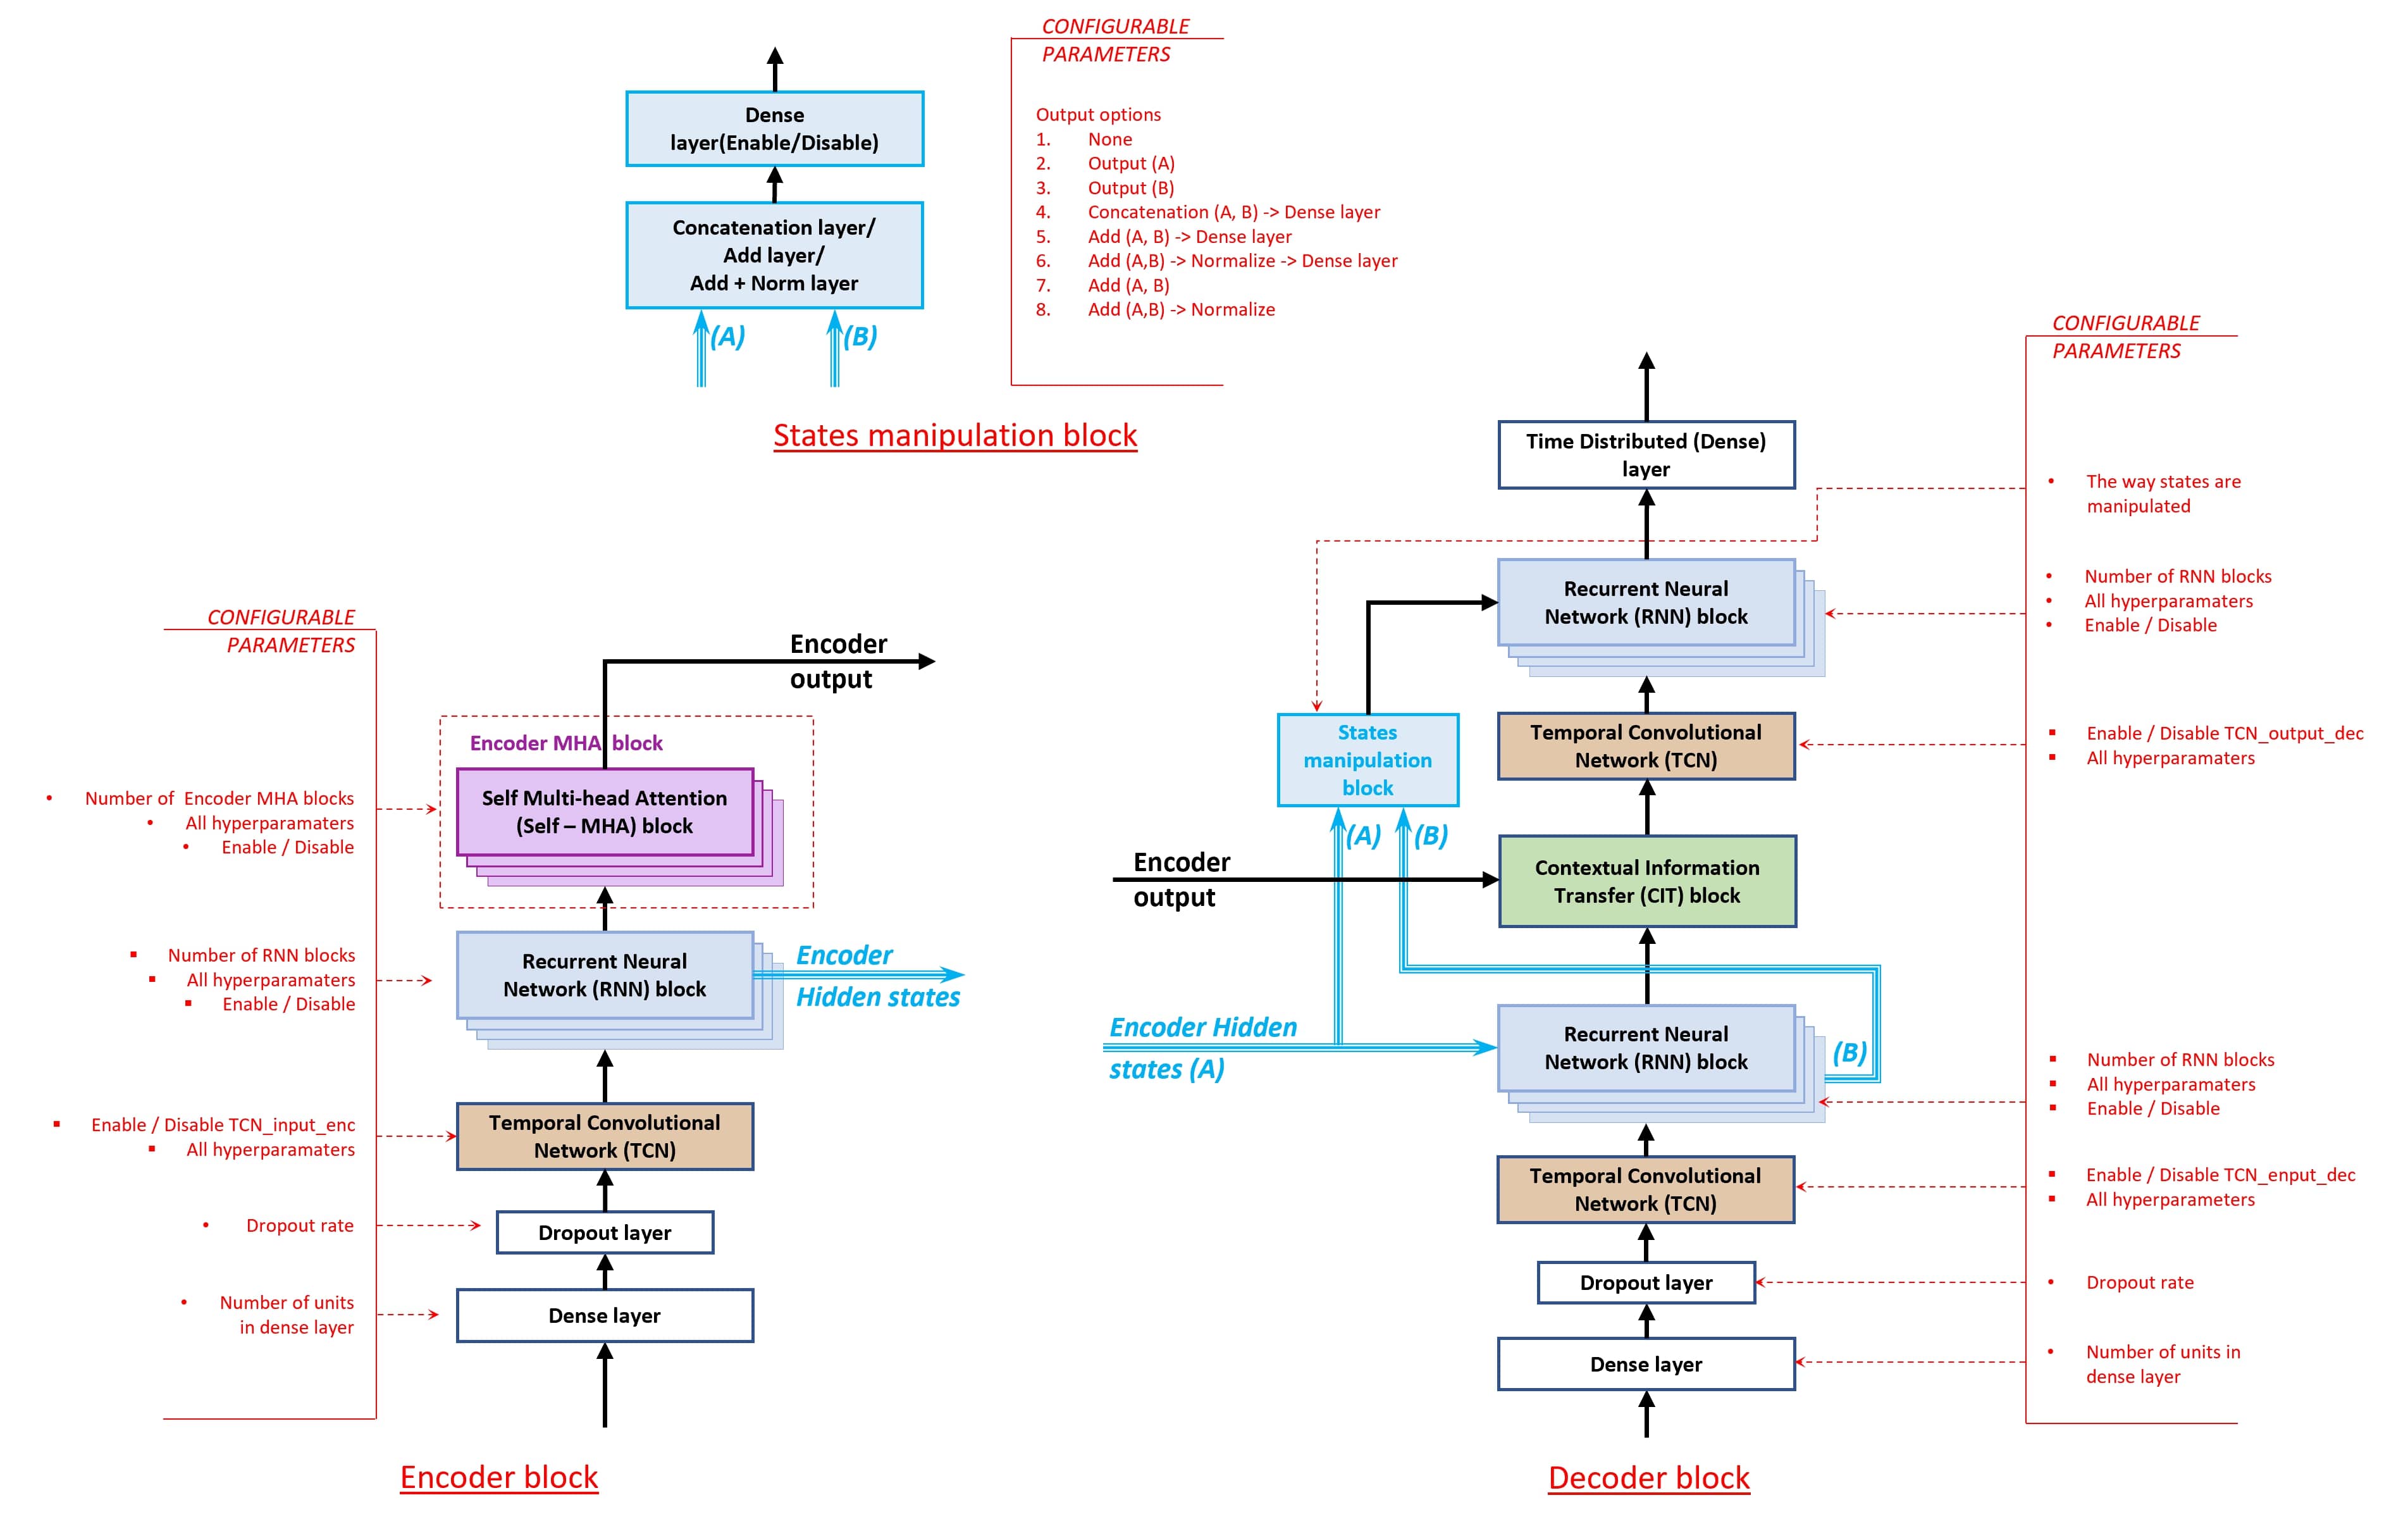 CONFIGURABLE
PARAMETERS
Dense
layer(Enable/Disable)
Concatenation layer/
Add layer/
Add + Norm layer
(A)
(B)
Output options
1. None
2. Output (A)
3. Output (B)
4. Concatenation (A, B) -> Dense layer
5. Add (A, B) -> Dense layer
6. Add (A,B) -> Normalize -> Dense layer
7. Add (A, B)
8. Add (A,B) -> Normalize
States manipulation block
CONFIGURABLE
PARAMETERS
Encoder
output
Encoder MHA block
Self Multi-head Attention
(Self – MHA) block
• Number of Encoder MHA blocks
• All hyperparamaters
• Enable / Disable
Recurrent Neural
Network (RNN) block
Encoder
Hidden states
▪ Number of RNN blocks
▪ All hyperparamaters
▪ Enable / Disable
Temporal Convolutional
Network (TCN)
▪ Enable / Disable TCN_input_enc
▪ All hyperparamaters
Dropout layer
• Dropout rate
Dense layer
• Number of units
in dense layer
Encoder block
CONFIGURABLE
PARAMETERS
Time Distributed (Dense)
layer
• The way states are
manipulated
Recurrent Neural
Network (RNN) block
• Number of RNN blocks
• All hyperparamaters
• Enable / Disable
States
manipulation
block
Temporal Convolutional
Network (TCN)
▪ Enable / Disable TCN_output_dec
▪ All hyperparamaters
(A)
(B)
Encoder
output
Contextual Information
Transfer (CIT) block
Encoder Hidden
states (A)
Recurrent Neural
Network (RNN) block
(B)
▪ Number of RNN blocks
▪ All hyperparamaters
▪ Enable / Disable
Temporal Convolutional
Network (TCN)
▪ Enable / Disable TCN_enput_dec
▪ All hyperparameters
Dropout layer
• Dropout rate
Dense layer
• Number of units in
dense layer
Decoder block